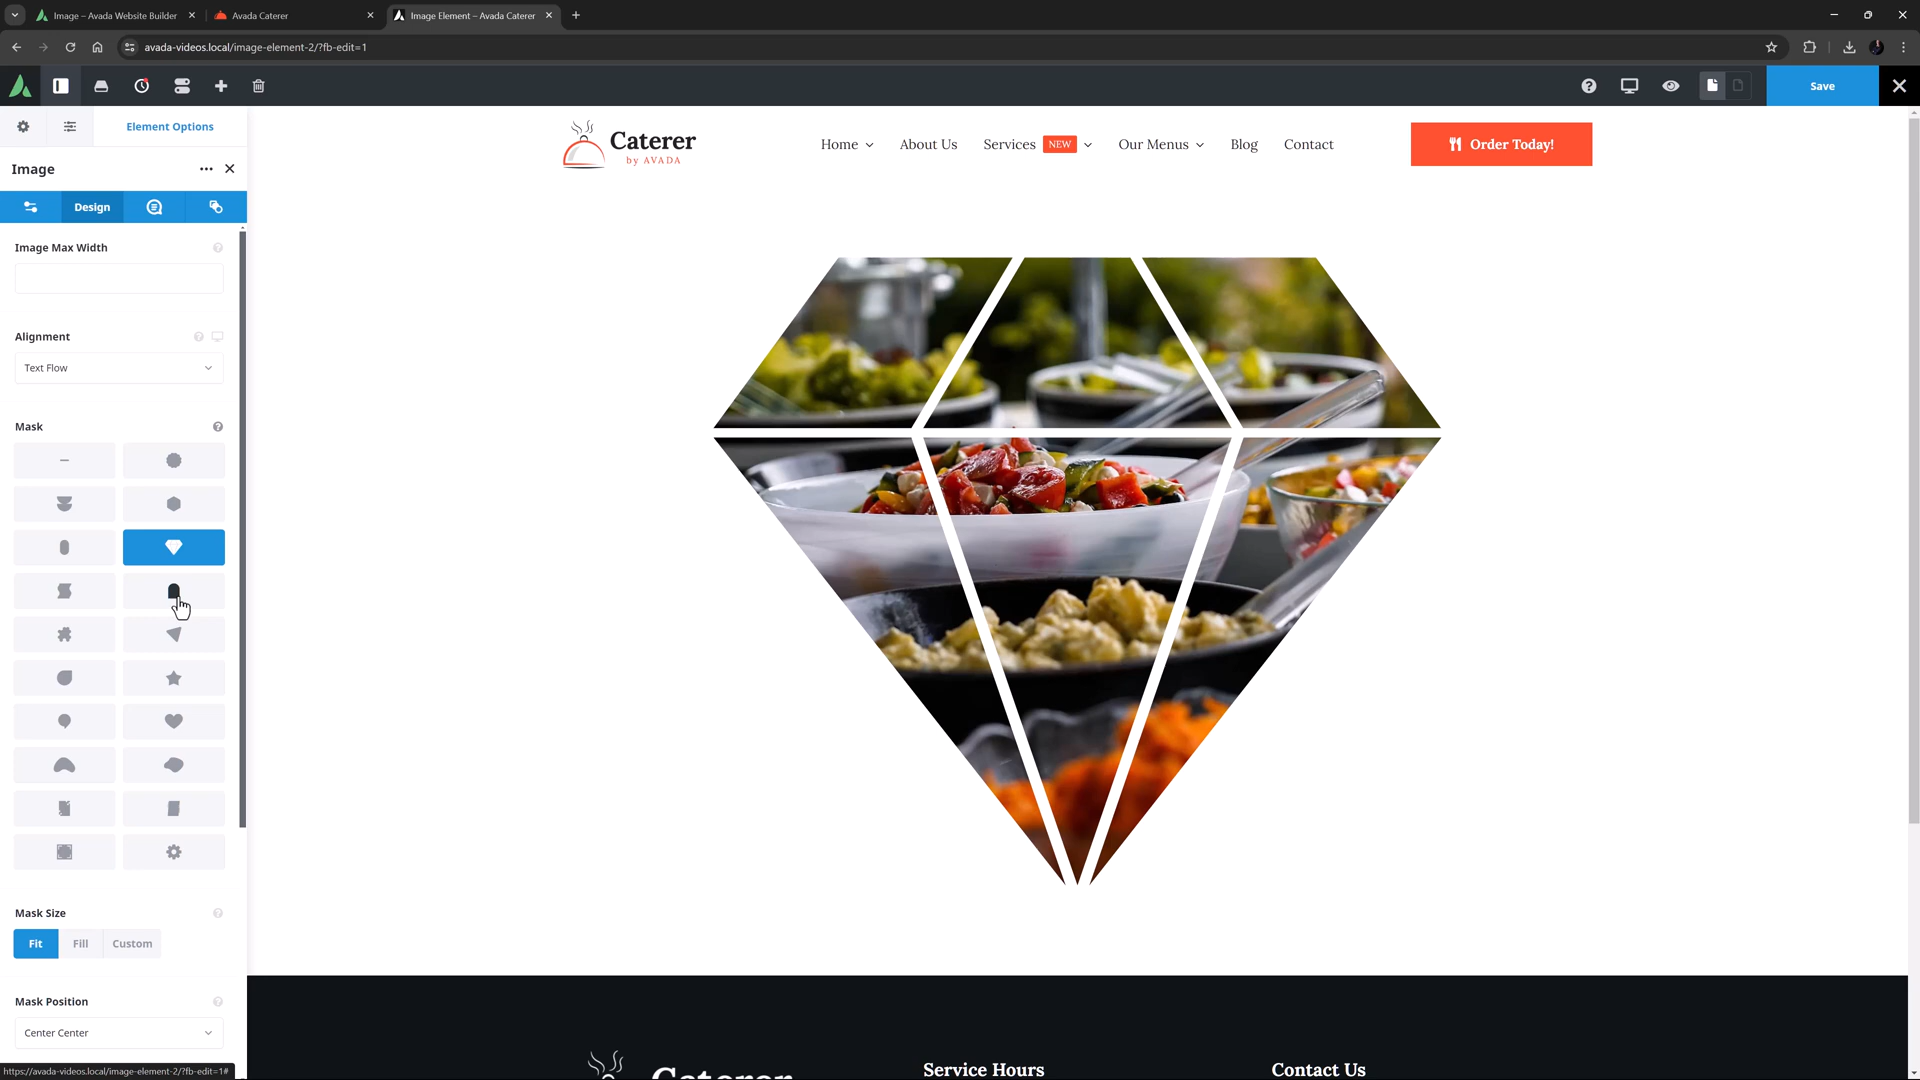 Image – Avada Website Builder
Avada Caterer
Image Element – Avada Caterer
avada-videos.local/image-element-2/?fb-edit=1
Save
Element Options
Image
Design
Image Max Width
Alignment
Text Flow
Mask
Mask Size
Fit
Fill
Custom
Mask Position
Center Center
https://avada-videos.local/image-element-2/?fb-edit=1#
Caterer
by AVADA
Home
About Us
Services NEW
Our Menus
Blog
Contact
Order Today!
Caterer
Service Hours
Contact Us